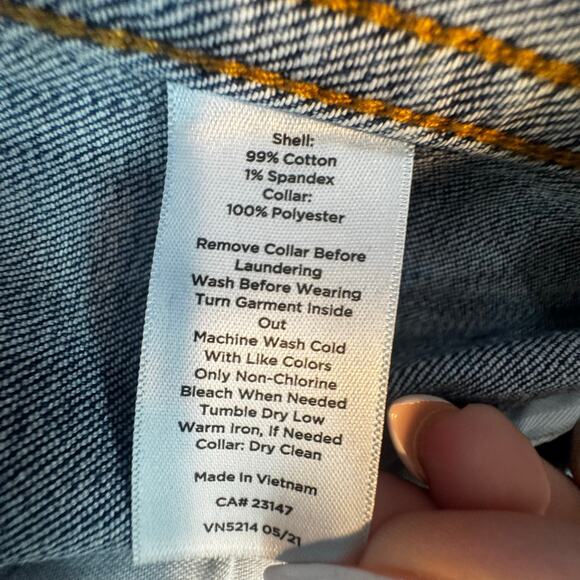 Shell:
99% Cotton
1% Spandex
Collar:
100% Polyester
Remove Collar Before
Laundering
Wash Before Wearing
Turn Garment Inside
Out
Machine Wash Cold
With Like Colors
Only Non-Chlorine
Bleach When Needed
Tumble Dry Low
Warm Iron, If Needed
Collar: Dry Clean
Made In Vietnam
CA# 23147
VN5214 05/21